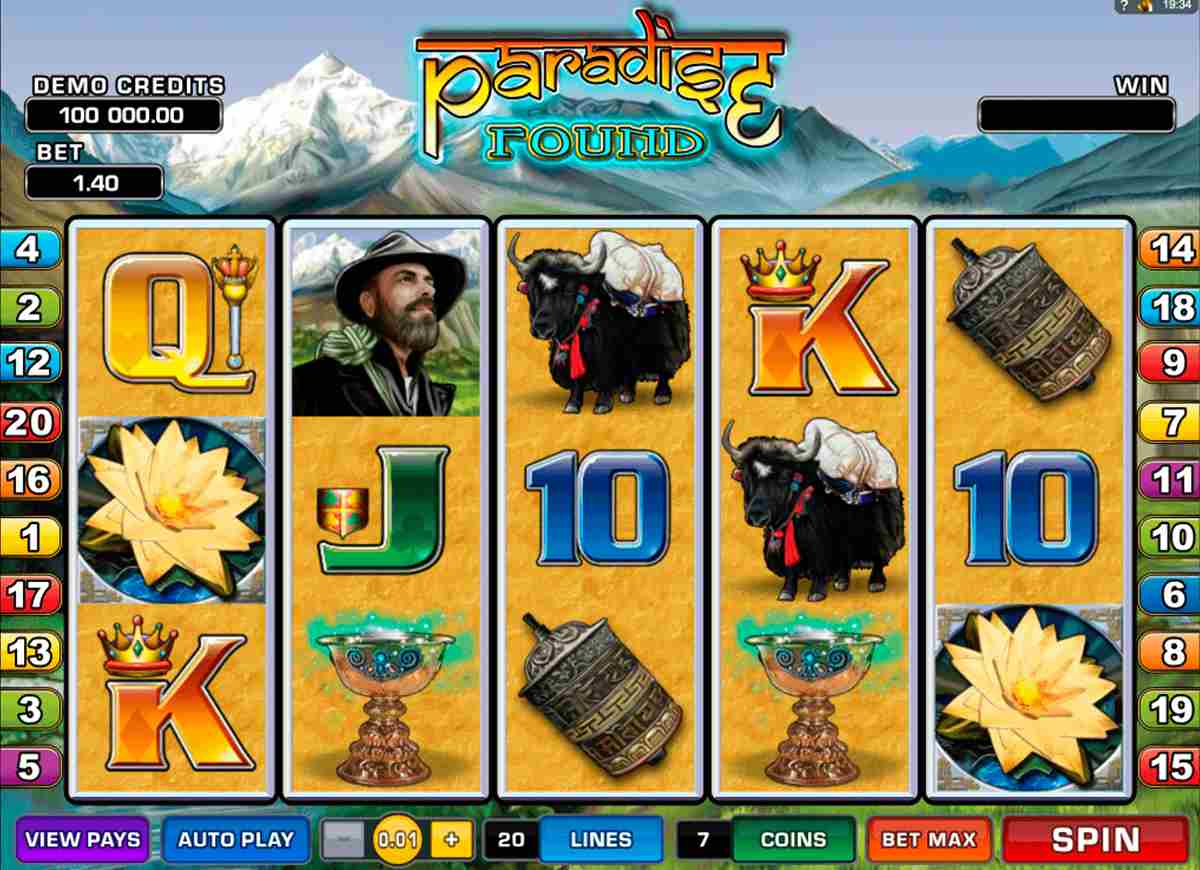 ? 19:34
Paradise
FOUND
DEMO CREDITS
100 000.00
WIN
BET
1.40
4
2
12
20
16
1
17
13
3
5
Q
K
J
10
K
10
14
18
9
7
11
10
6
8
19
15
VIEW PAYS
AUTO PLAY
- 0.01 +
20 LINES
7 COINS
BET MAX
SPIN